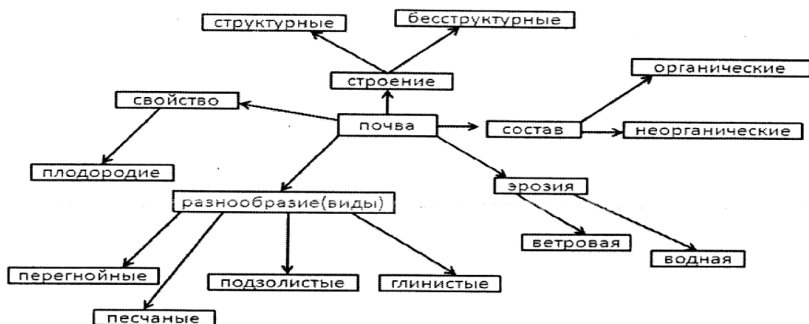 структурные
бесструктурные
строение
органические
свойство
почва
состав
неорганические
плодородие
эрозия
разнообразие(виды)
ветровая
водная
перегнойные
подзолистые
глинистые
песчаные